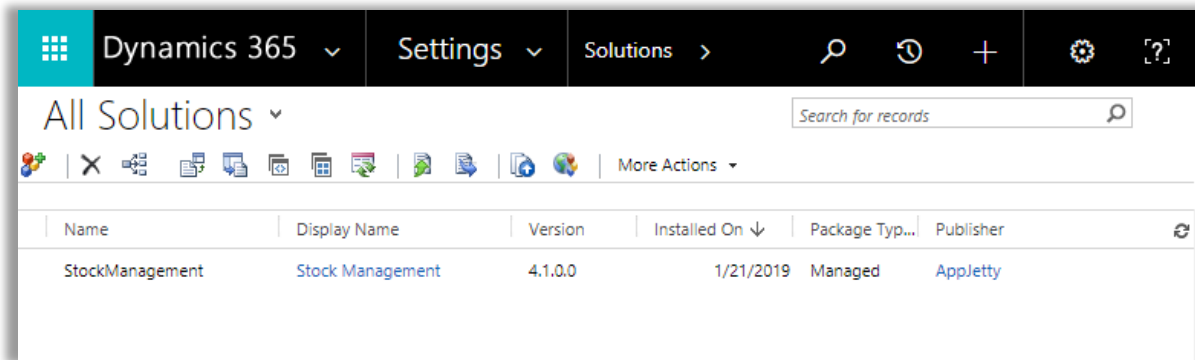 Dynamics 365 Settings Solutions
All Solutions Search for records
More Actions
Name Display Name Version Installed On Package Typ... Publisher
StockManagement Stock Management 4.1.0.0 1/21/2019 Managed AppJetty